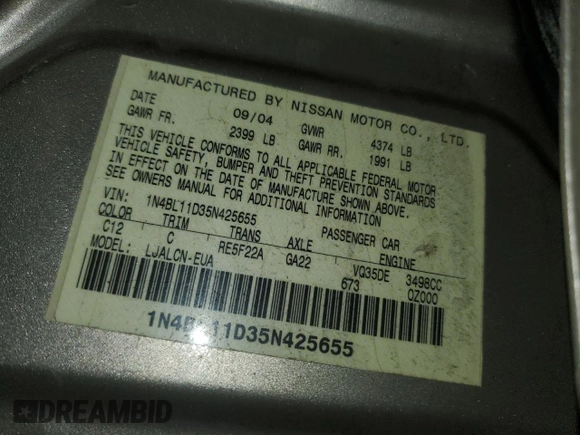 MANUFACTURED BY NISSAN MOTOR CO., LTD.
DATE 09/04 GVWR 4374 LB
GAWR FR. 2399 LB GAWR RR. 1991 LB
THIS VEHICLE CONFORMS TO ALL APPLICABLE FEDERAL MOTOR
VEHICLE SAFETY, BUMPER AND THEFT PREVENTION STANDARDS
IN EFFECT ON THE DATE OF MANUFACTURE SHOWN ABOVE.
SEE OWNERS MANUAL FOR ADDITIONAL INFORMATION
VIN: 1N4BL11D35N425655 PASSENGER CAR
COLOR TRIM TRANS AXLE ENGINE
C12 C RE5F22A GA22 VQ35DE 3498CC
MODEL: LJALCN-EUA 673 0Z000
1N4B 11D35N425655
DREAMBID